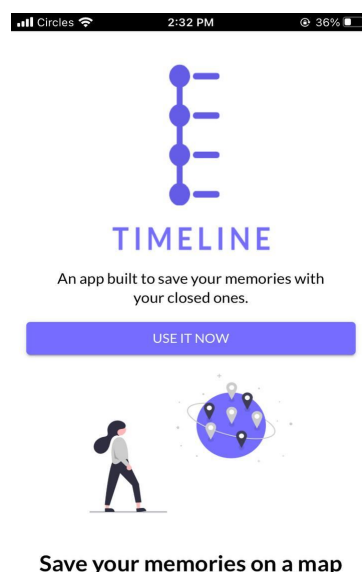 Circles 2:32 PM 36%
TIMELINE
An app built to save your memories with
your closed ones.
USE IT NOW
Save your memories on a map